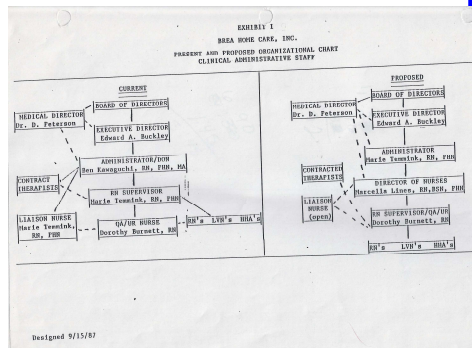 EXHIBIT I
BREA HOME CARE, INC.
PRESENT AND PROPOSED ORGANIZATIONAL CHART
CLINICAL ADMINISTRATIVE STAFF
CURRENT
BOARD OF DIRECTORS
MEDICAL DIRECTOR
Dr. D. Peterson
EXECUTIVE DIRECTOR
Edward A. Buckley
ADMINISTRATOR/DON
Ben Kawaguchi, RN, PHN, MA
CONTRACT
THERAPISTS
RN SUPERVISOR
Marie Temmink, RN, PHN
LIAISON NURSE
Marie Temmink,
RN, PHN
QA/UR NURSE
Dorothy Burnett, RN
RN's LVN's HHA's
PROPOSED
BOARD OF DIRECTORS
MEDICAL DIRECTOR
Dr. D. Peterson
EXECUTIVE DIRECTOR
Edward A. Buckley
ADMINISTRATOR
Marie Temmink, RN, PHN
CONTRACTED
THERAPISTS
DIRECTOR OF NURSES
Marcella Lines, RN,BSN, PHN
LIAISON
NURSE
(open)
RN SUPERVISOR/QA/UR
Dorothy Burnett, RN
RN's LVN's HHA's
Designed 9/15/87